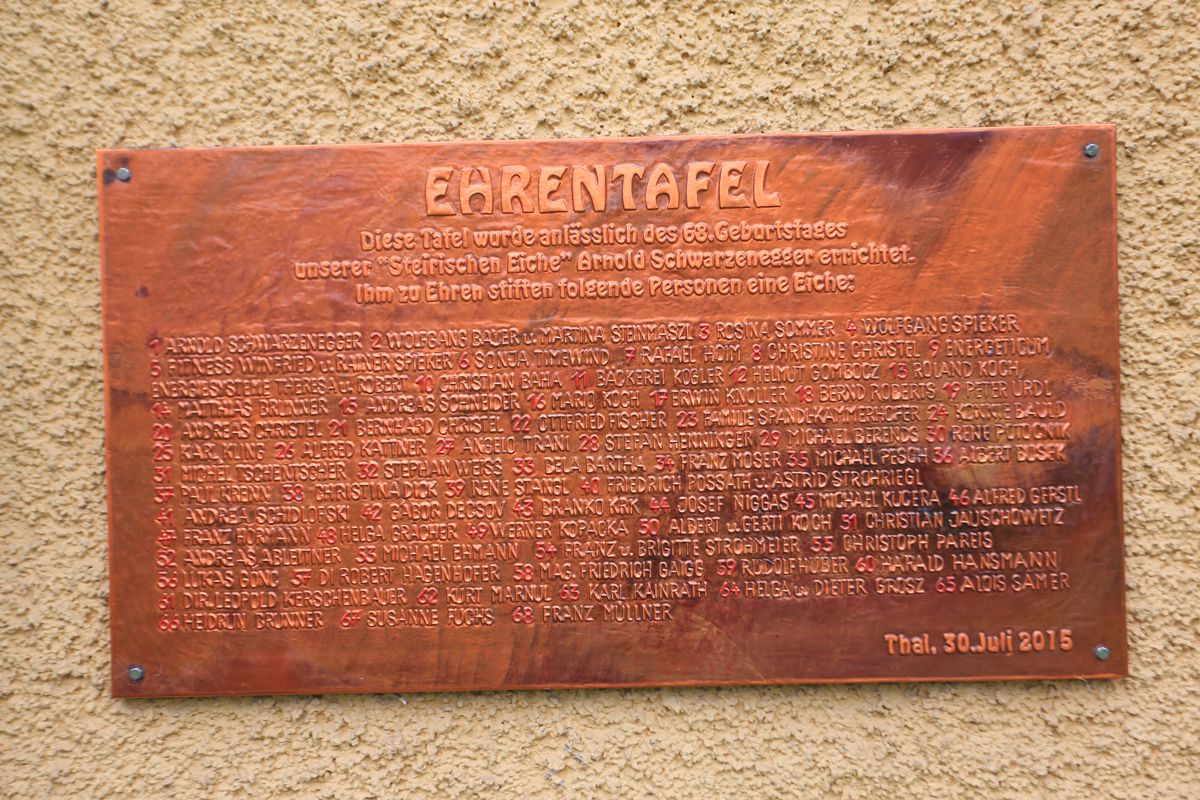 EHRENTAFEL
Diese Tafel wurde anlässlich des 68.Geburtstages
unserer "Steirischen Eiche" Arnold Schwarzenegger errichtet.
Ihm zu Ehren stiften folgende Personen eine Eiche:
1 ARNOLD SCHWARZENEGGER 2 WOLFGANG BAUER u. MARTINA STEINMASZL 3 ROSINA SOMMER 4 WOLFGANG SPIEKER
5 FITNESS WINFRIED u. RAINER SPIEKER 6 SONJA TIMEWIND 7 RAFAEL HOIM 8 CHRISTINE CHRISTEL 9 ENERGETICUM
ENERGIESYSTEME THERESA u. ROBERT 10 CHRISTIAN BAHA 11 BÄCKEREI KOGLER 12 HELMUT GOMBOCZ 13 ROLAND KOCH
14 MATTHIAS BRUNNER 15 ANDREAS SCHNEIDER 16 MARIO KOCH 17 ERWIN KNOLLER 18 BERND ROBERTS 19 PETER URDL
20 ANDREAS CHRISTEL 21 BERNHARD CHRISTEL 22 OTTFRIED FISCHER 23 FAMILIE SPANDL-KAMMERHOFER 24 KONNIE BAULD
25 KARL KLING 26 ALFRED KATTNER 27 ANGELO TRANI 28 STEFAN HENNINGER 29 MICHAEL BERENDS 30 RENE POTOCNIK
31 MICHEL TSCHENTSCHER 32 STEPHAN WEISS 33 BELA BARTHA 34 FRANZ MOSER 35 MICHAEL PESCH 36 ALBERT BOSEK
37 PAUL KRENN 38 CHRISTINA DICK 39 RENE STANGL 40 FRIEDRICH POSSATH u. ASTRID STROHRIEGL
41 ANDREA SCHIDLOFSKI 42 GABOR DECSOV 43 BRANKO KRK 44 JOSEF NIGGAS 45 MICHAEL KUCERA 46 ALFRED GERSTL
47 FRANZ HÖRMANN 48 HELGA GRACHER 49 WERNER KOPACKA 50 ALBERT u. GERTI KOCH 51 CHRISTIAN JAUSCHOWETZ
52 ANDREAS ABLEITNER 53 MICHAEL EHMANN 54 FRANZ u. BRIGITTE STROHMEIER 55 CHRISTOPH PAREIS
56 LUKAS GONC 57 DI ROBERT HAGENHOFER 58 MAG. FRIEDRICH GAIGG 59 RUDOLF HUBER 60 HARALD HANSMANN
61 DIR. LEOPOLD KERSCHENBAUER 62 KURT MARNUL 63 KARL KAINRATH 64 HELGA u. DIETER GROSZ 65 ALOIS SAMER
66 HEIDRUN BRUNNER 67 SUSANNE FUCHS 68 FRANZ MÜLLNER
Thal, 30.Juli 2015